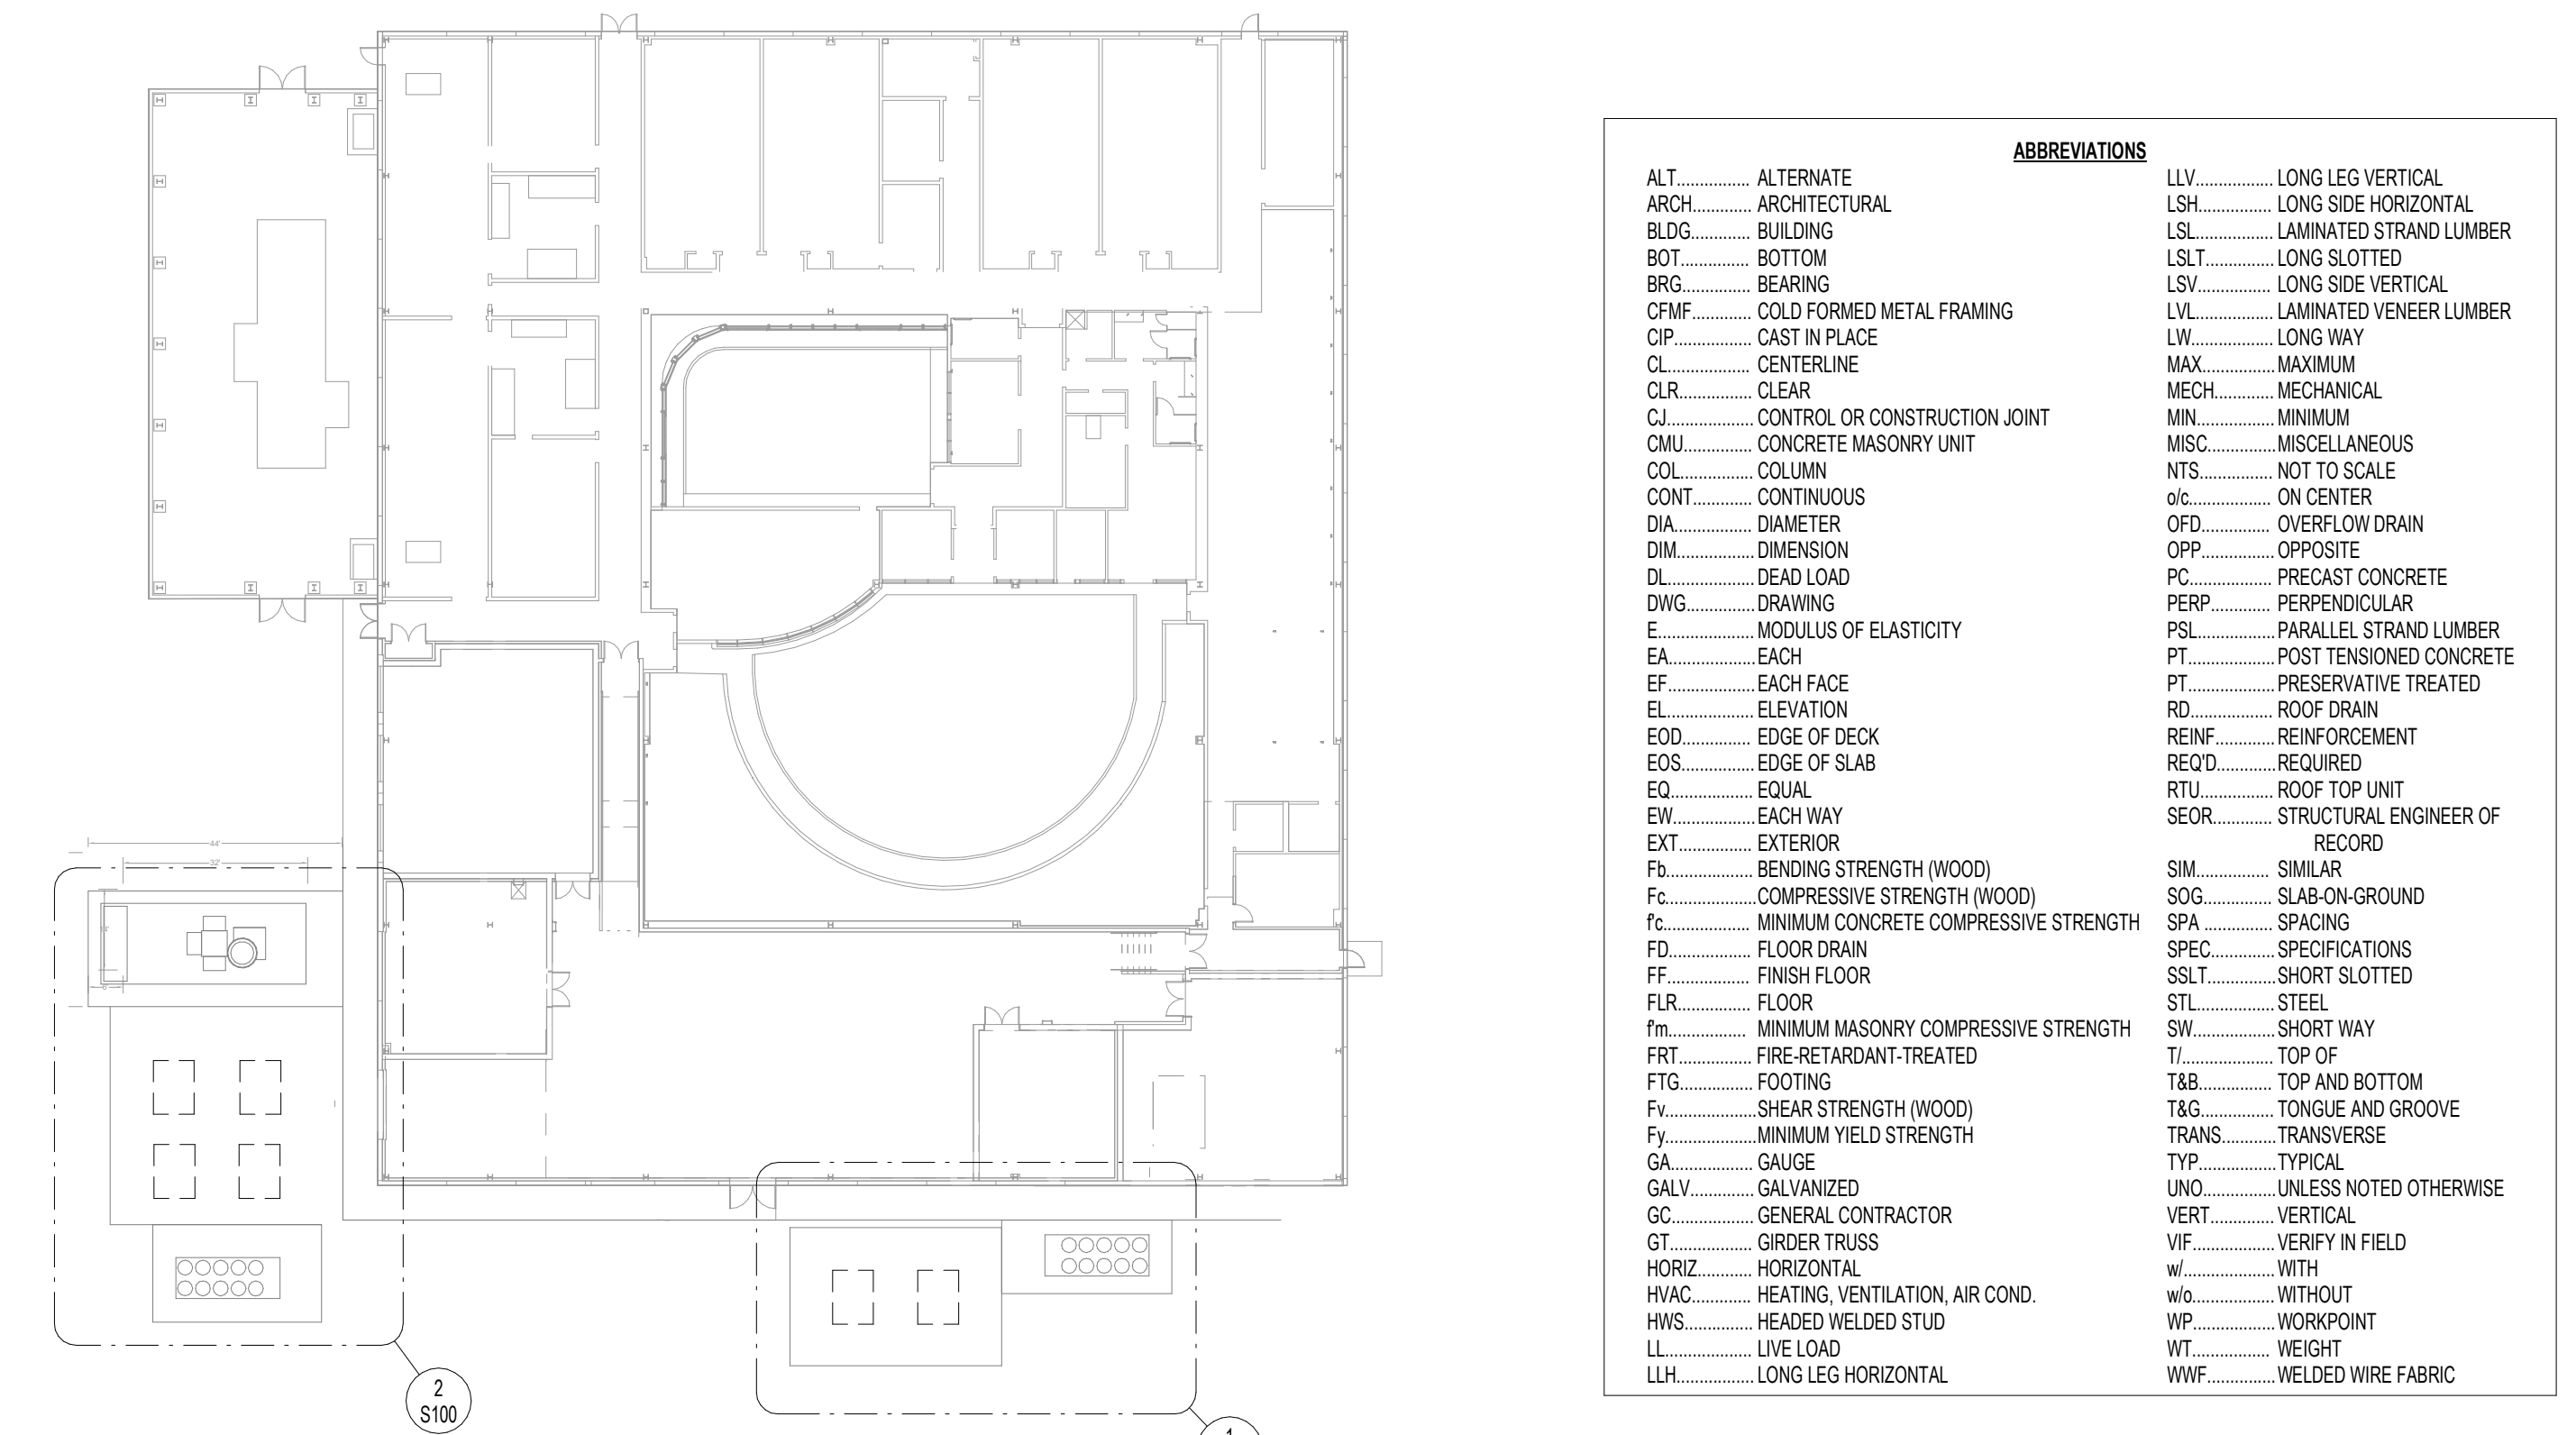 44'
32'
14'
6'
2
S100
1
ABBREVIATIONS
ALT................ ALTERNATE
ARCH............. ARCHITECTURAL
BLDG............. BUILDING
BOT............... BOTTOM
BRG............... BEARING
CFMF............. COLD FORMED METAL FRAMING
CIP................. CAST IN PLACE
CL.................. CENTERLINE
CLR................ CLEAR
CJ................... CONTROL OR CONSTRUCTION JOINT
CMU............... CONCRETE MASONRY UNIT
COL................ COLUMN
CONT............. CONTINUOUS
DIA................. DIAMETER
DIM................. DIMENSION
DL................... DEAD LOAD
DWG.............. DRAWING
E..................... MODULUS OF ELASTICITY
EA................... EACH
EF................... EACH FACE
EL................... ELEVATION
EOD............... EDGE OF DECK
EOS................ EDGE OF SLAB
EQ.................. EQUAL
EW.................. EACH WAY
EXT................ EXTERIOR
Fb................... BENDING STRENGTH (WOOD)
Fc....................COMPRESSIVE STRENGTH (WOOD)
f'c................... MINIMUM CONCRETE COMPRESSIVE STRENGTH
FD.................. FLOOR DRAIN
FF................... FINISH FLOOR
FLR................ FLOOR
f'm................. MINIMUM MASONRY COMPRESSIVE STRENGTH
FRT................ FIRE-RETARDANT-TREATED
FTG................ FOOTING
Fv....................SHEAR STRENGTH (WOOD)
Fy....................MINIMUM YIELD STRENGTH
GA.................. GAUGE
GALV.............. GALVANIZED
GC.................. GENERAL CONTRACTOR
GT.................. GIRDER TRUSS
HORIZ............ HORIZONTAL
HVAC............. HEATING, VENTILATION, AIR COND.
HWS............... HEADED WELDED STUD
LL................... LIVE LOAD
LLH................. LONG LEG HORIZONTAL
LLV................. LONG LEG VERTICAL
LSH................ LONG SIDE HORIZONTAL
LSL................. LAMINATED STRAND LUMBER
LSLT............... LONG SLOTTED
LSV................ LONG SIDE VERTICAL
LVL................. LAMINATED VENEER LUMBER
LW.................. LONG WAY
MAX................ MAXIMUM
MECH............. MECHANICAL
MIN................. MINIMUM
MISC...............MISCELLANEOUS
NTS................ NOT TO SCALE
o/c.................. ON CENTER
OFD............... OVERFLOW DRAIN
OPP................ OPPOSITE
PC.................. PRECAST CONCRETE
PERP............. PERPENDICULAR
PSL................. PARALLEL STRAND LUMBER
PT................... POST TENSIONED CONCRETE
PT................... PRESERVATIVE TREATED
RD.................. ROOF DRAIN
REINF............. REINFORCEMENT
REQ'D.............REQUIRED
RTU................ ROOF TOP UNIT
SEOR............. STRUCTURAL ENGINEER OF
RECORD
SIM................ SIMILAR
SOG............... SLAB-ON-GROUND
SPA ............... SPACING
SPEC.............. SPECIFICATIONS
SSLT...............SHORT SLOTTED
STL................. STEEL
SW..................SHORT WAY
T/.................... TOP OF
T&B................ TOP AND BOTTOM
T&G................ TONGUE AND GROOVE
TRANS............TRANSVERSE
TYP.................TYPICAL
UNO................UNLESS NOTED OTHERWISE
VERT.............. VERTICAL
VIF.................. VERIFY IN FIELD
w/.................... WITH
w/o.................. WITHOUT
WP.................. WORKPOINT
WT................. WEIGHT
WWF............... WELDED WIRE FABRIC